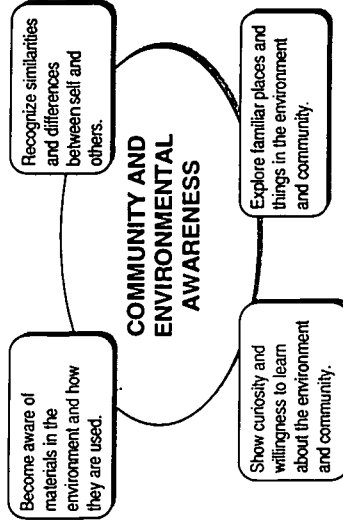 Become aware of
materials in the
environment and how
they are used.
Recognize similarities
and differences
between self and
others.
COMMUNITY AND
ENVIRONMENTAL
AWARENESS
Show curiosity and
willingness to learn
about the environment
and community.
Explore familiar places and
things in the environment
and community.